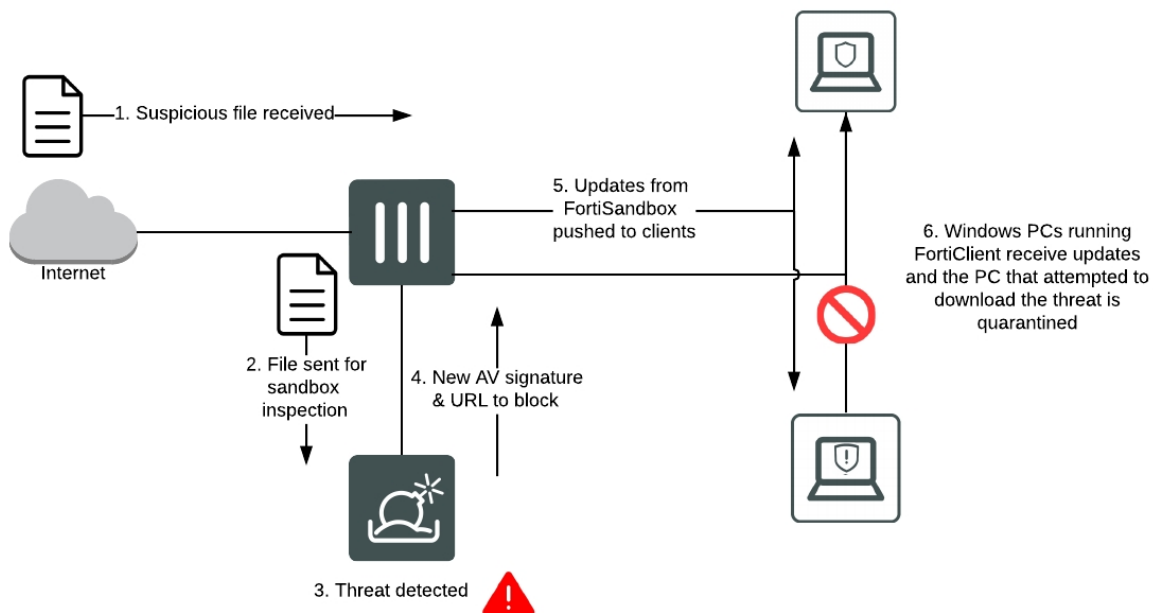 1. Suspicious file received
Internet
2. File sent for
sandbox
inspection
3. Threat detected
4. New AV signature
& URL to block
5. Updates from
FortiSandbox
pushed to clients
6. Windows PCs running
FortiClient receive updates
and the PC that attempted to
download the threat is
quarantined